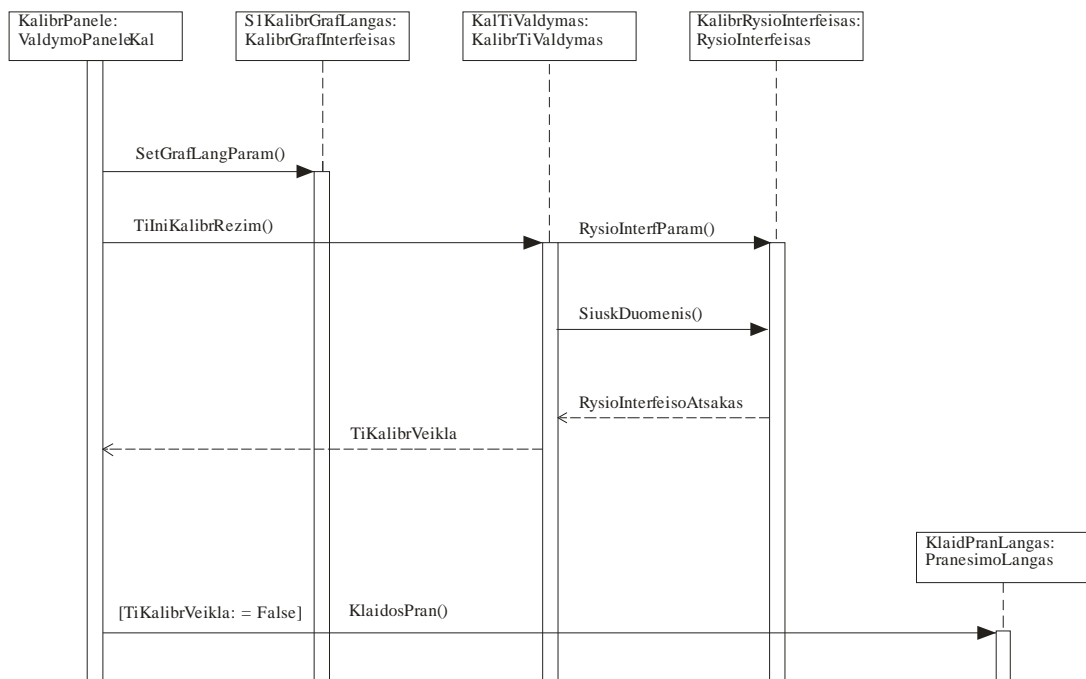 KalibrPanele:
ValdymoPaneleKal
S1KalibrGrafLangas:
KalibrGrafInterfeisas
KalTiValdymas:
KalibrTiValdymas
KalibrRysioInterfeisas:
RysioInterfeisas
SetGrafLangParam()
TiIniKalibrRezim()
RysioInterfParam()
SiuskDuomenis()
RysioInterfeisoAtsakas
TiKalibrVeikla
KlaidPranLangas:
PranesimoLangas
[TiKalibrVeikla: = False]
KlaidosPran()